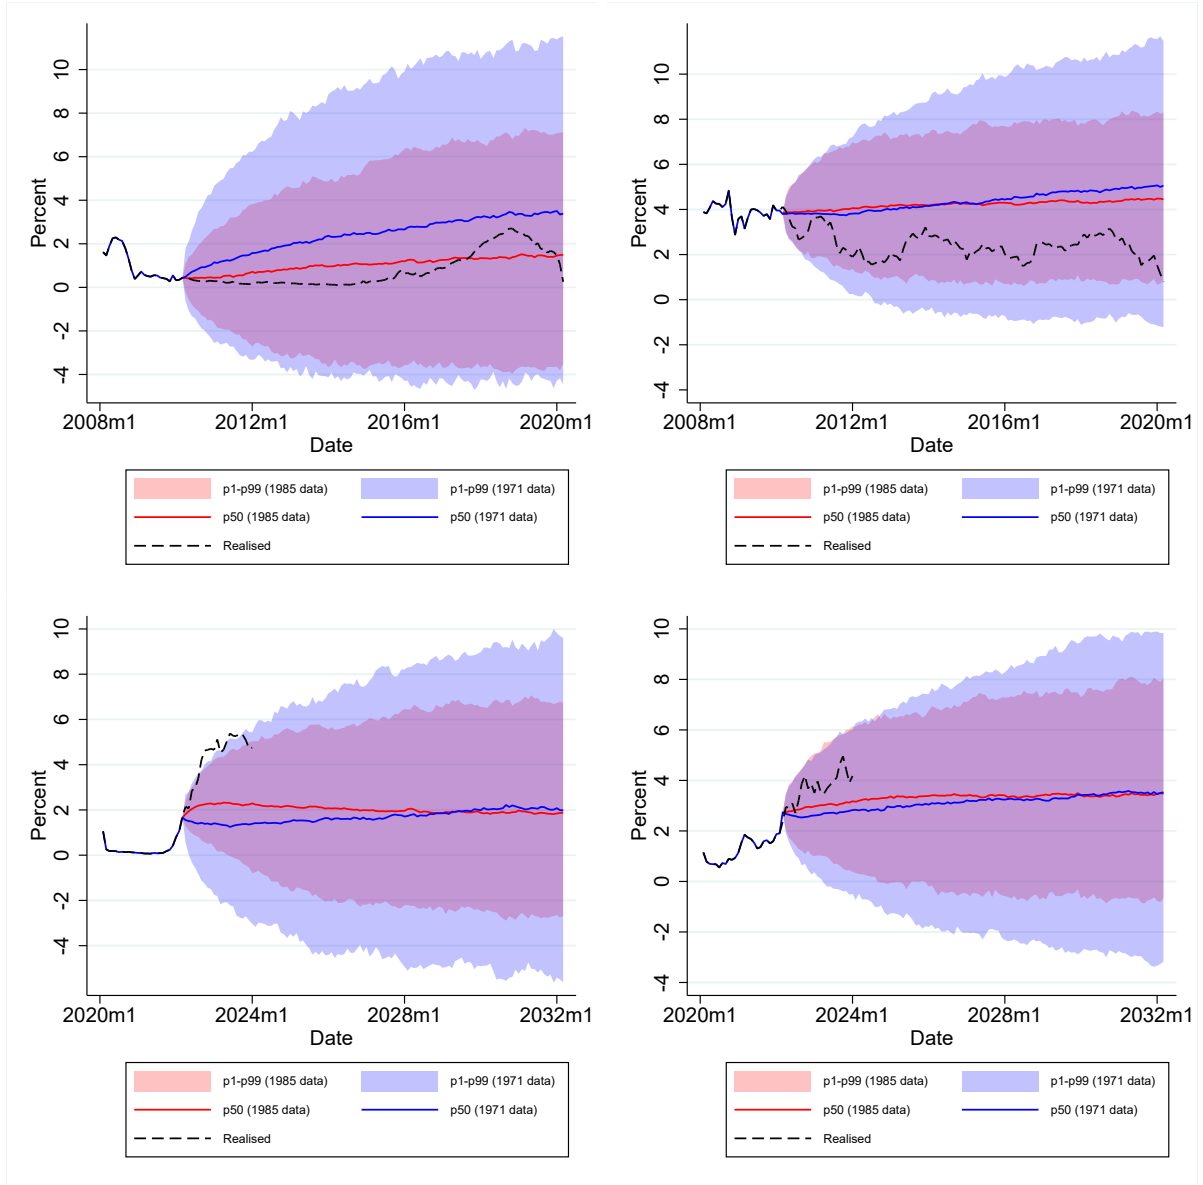 10
8
6
4
2
0
-2
-4
Percent
2008m1 2012m1 2016m1 2020m1
Date
p1-p99 (1985 data) p1-p99 (1971 data)
p50 (1985 data) p50 (1971 data)
Realised
10
8
6
4
2
0
-2
-4
Percent
2008m1 2012m1 2016m1 2020m1
Date
p1-p99 (1985 data) p1-p99 (1971 data)
p50 (1985 data) p50 (1971 data)
Realised
10
8
6
4
2
0
-2
-4
Percent
2020m1 2024m1 2028m1 2032m1
Date
p1-p99 (1985 data) p1-p99 (1971 data)
p50 (1985 data) p50 (1971 data)
Realised
10
8
6
4
2
0
-2
-4
Percent
2020m1 2024m1 2028m1 2032m1
Date
p1-p99 (1985 data) p1-p99 (1971 data)
p50 (1985 data) p50 (1971 data)
Realised